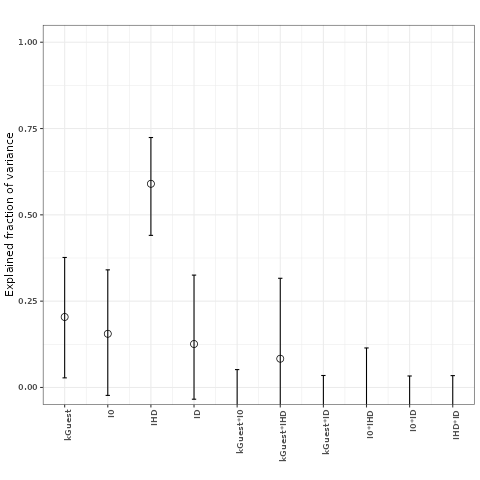 Explained fraction of variance
1.00
0.75
0.50
0.25
0.00
kGuest
I0
IHD
ID
kGuest*I0
kGuest*IHD
kGuest*ID
I0*IHD
I0*ID
IHD*ID